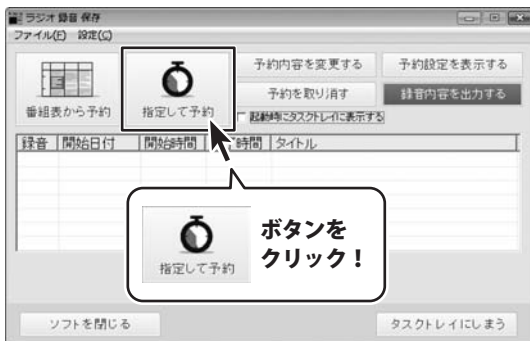 ラジオ 録音 保存
ファイル(F) 設定(C)
番組表から予約
指定して予約
予約内容を変更する
予約設定を表示する
予約を取り消す
録音内容を出力する
起動時にタスクトレイに表示する
録音 開始日付 開始時間 時間 タイトル
指定して予約
ボタンを
クリック！
ソフトを閉じる
タスクトレイにしまう